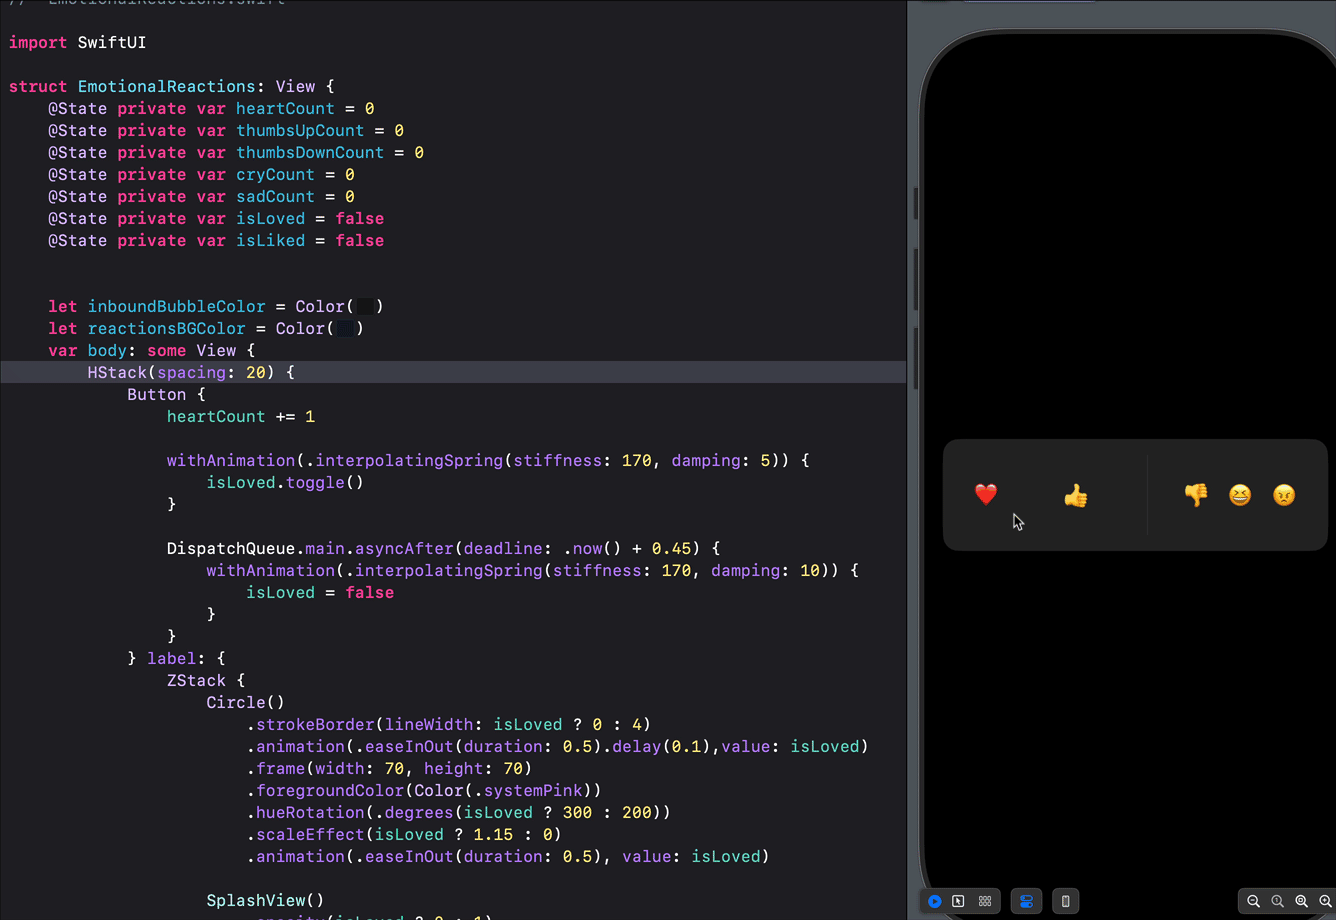 //  EmotionalReactions.swift
import SwiftUI
struct EmotionalReactions: View {
@State private var heartCount = 0
@State private var thumbsUpCount = 0
@State private var thumbsDownCount = 0
@State private var cryCount = 0
@State private var sadCount = 0
@State private var isLoved = false
@State private var isLiked = false
let inboundBubbleColor = Color( )
let reactionsBGColor = Color( )
var body: some View {
HStack(spacing: 20) {
Button {
heartCount += 1
withAnimation(.interpolatingSpring(stiffness: 170, damping: 5)) {
isLoved.toggle()
}
DispatchQueue.main.asyncAfter(deadline: .now() + 0.45) {
withAnimation(.interpolatingSpring(stiffness: 170, damping: 10)) {
isLoved = false
}
}
} label: {
ZStack {
Circle()
.strokeBorder(lineWidth: isLoved ? 0 : 4)
.animation(.easeInOut(duration: 0.5).delay(0.1),value: isLoved)
.frame(width: 70, height: 70)
.foregroundColor(Color(.systemPink))
.hueRotation(.degrees(isLoved ? 300 : 200))
.scaleEffect(isLoved ? 1.15 : 0)
.animation(.easeInOut(duration: 0.5), value: isLoved)
SplashView()
.opacity(isLoved ? 0 : 1)